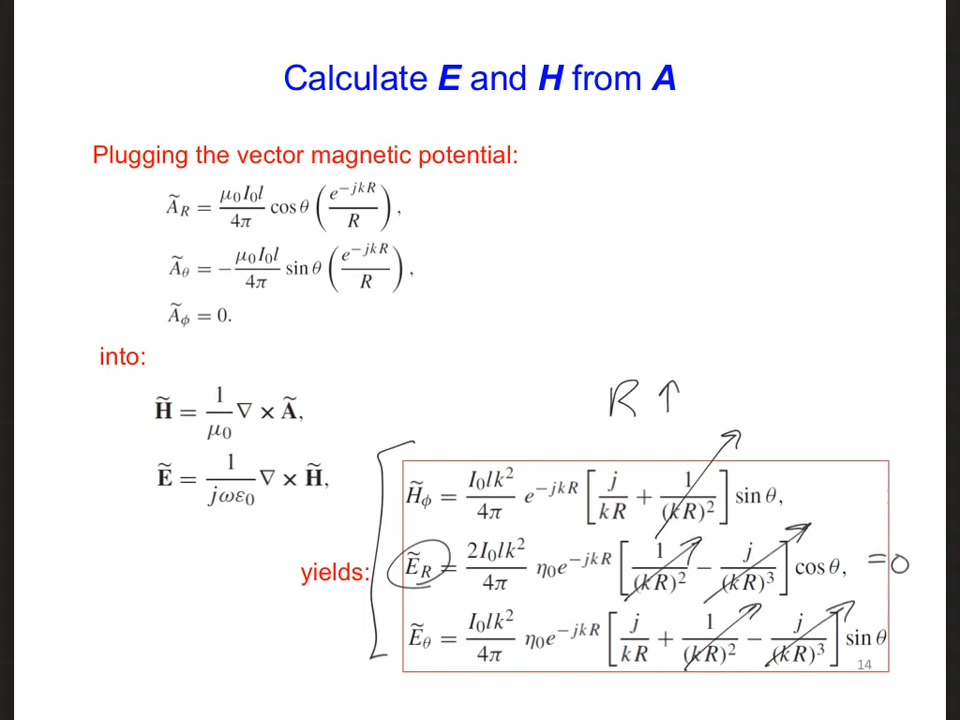 Calculate E and H from A
Plugging the vector magnetic potential:
Ã_R = μ₀I₀l/4π cos θ (e^{−jkR}/R),
Ã_θ = −μ₀I₀l/4π sin θ (e^{−jkR}/R),
Ã_ϕ = 0.
into:
H̃ = 1/μ₀ ∇ × Ã,
R ↑
Ẽ = 1/jωε₀ ∇ × H̃,
H̃_ϕ = I₀lk²/4π e^{−jkR} [j/kR + 1/(kR)²] sin θ,
yields: Ẽ_R = 2I₀lk²/4π η₀e^{−jkR} [1/(kR)² − j/(kR)³] cos θ, =0
Ẽ_θ = I₀lk²/4π η₀e^{−jkR} [j/kR + 1/(kR)² − j/(kR)³] sin θ
14